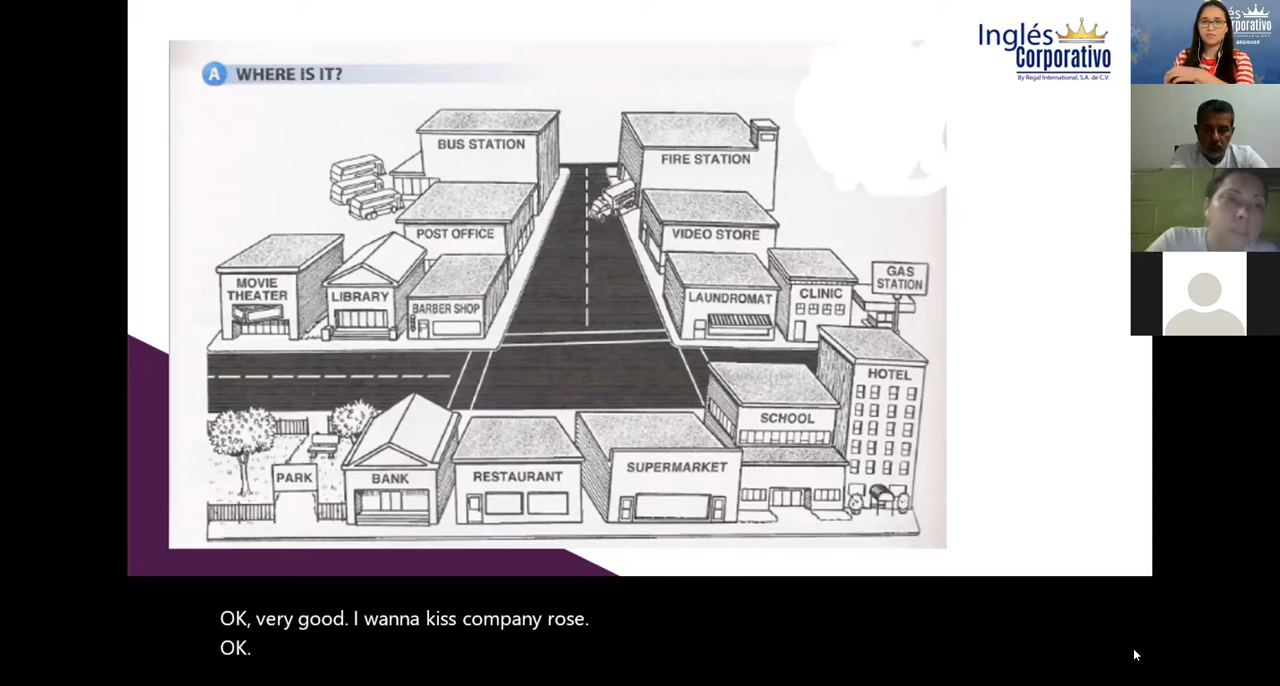 Inglés
Corporativo
By Regal International, S.A. de C.V.
A WHERE IS IT?
BUS STATION
FIRE STATION
POST OFFICE
VIDEO STORE
MOVIE
THEATER
LIBRARY
BARBER SHOP
LAUNDROMAT
CLINIC
GAS
STATION
HOTEL
SCHOOL
PARK
BANK
RESTAURANT
SUPERMARKET
OK, very good. I wanna kiss company rose.
OK.